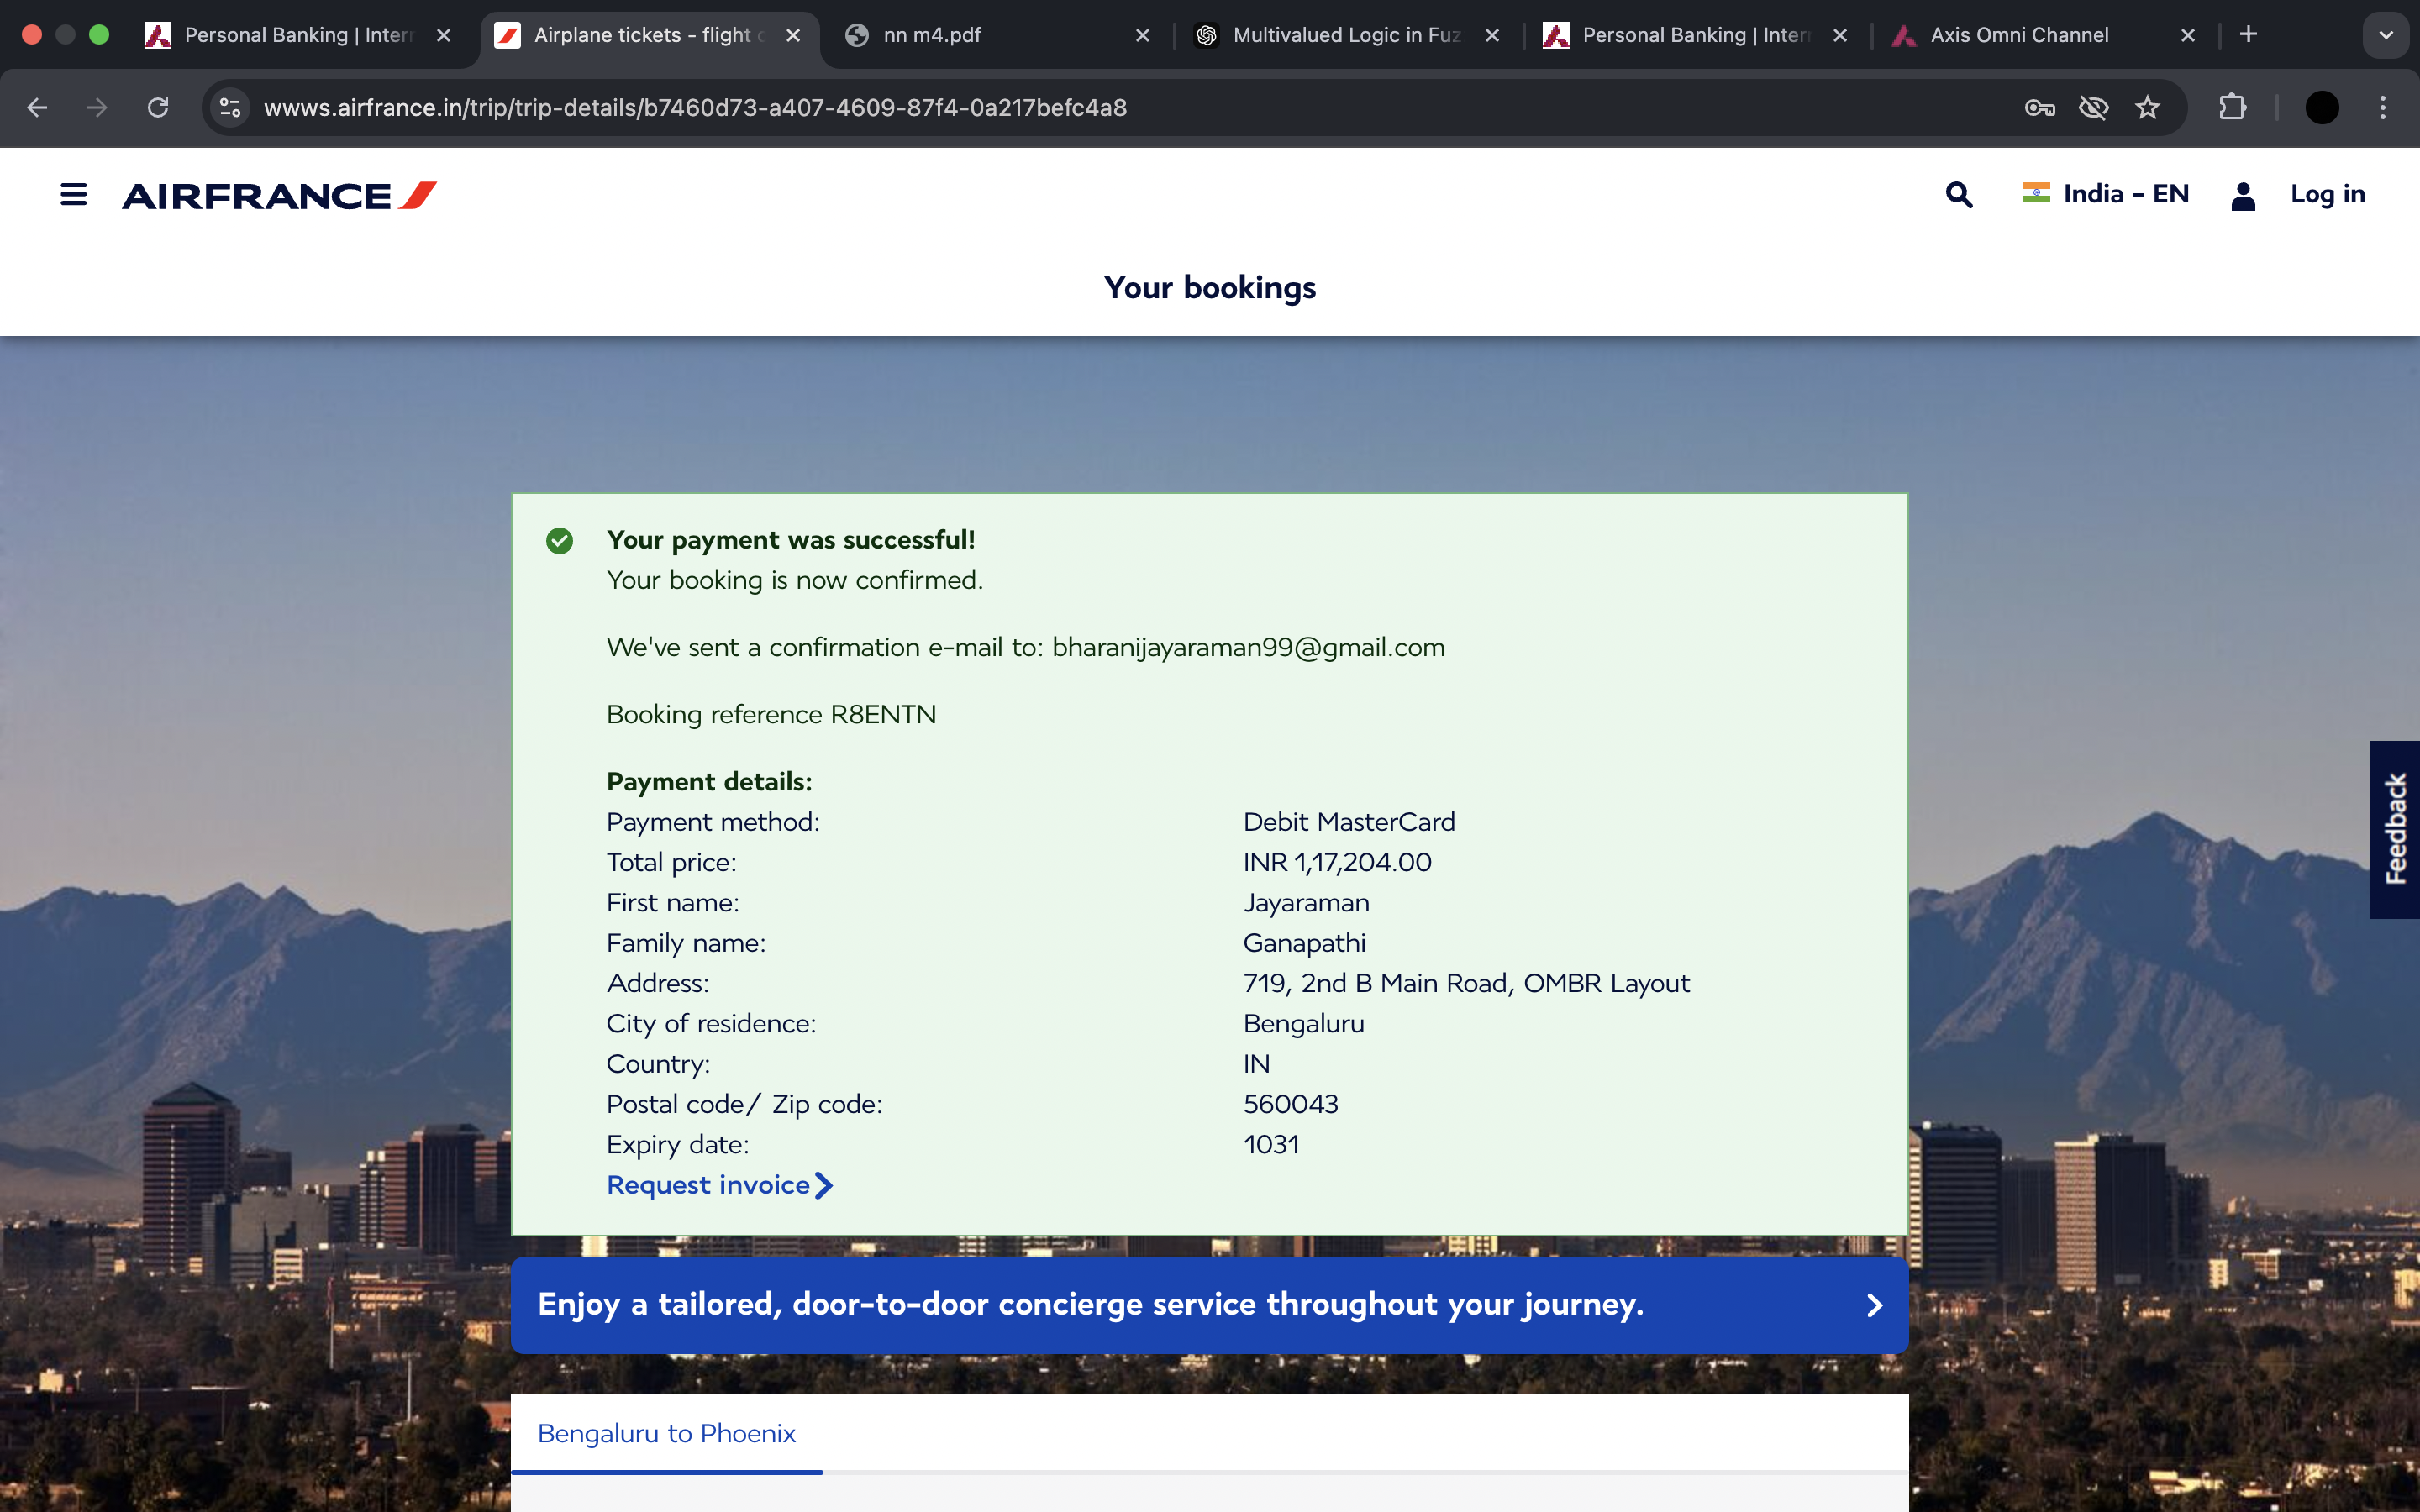 Personal Banking | Intern
Airplane tickets - flight
nn m4.pdf
Multivalued Logic in Fuz
Personal Banking | Intern
Axis Omni Channel
wwws.airfrance.in/trip/trip-details/b7460d73-a407-4609-87f4-0a217befc4a8
AIRFRANCE
India - EN
Log in
Your bookings
Your payment was successful!
Your booking is now confirmed.
We've sent a confirmation e-mail to: bharanijayaraman99@gmail.com
Booking reference R8ENTN
Payment details:
Payment method: Debit MasterCard
Total price: INR 1,17,204.00
First name: Jayaraman
Family name: Ganapathi
Address: 719, 2nd B Main Road, OMBR Layout
City of residence: Bengaluru
Country: IN
Postal code/ Zip code: 560043
Expiry date: 1031
Request invoice
Feedback
Enjoy a tailored, door-to-door concierge service throughout your journey.
Bengaluru to Phoenix